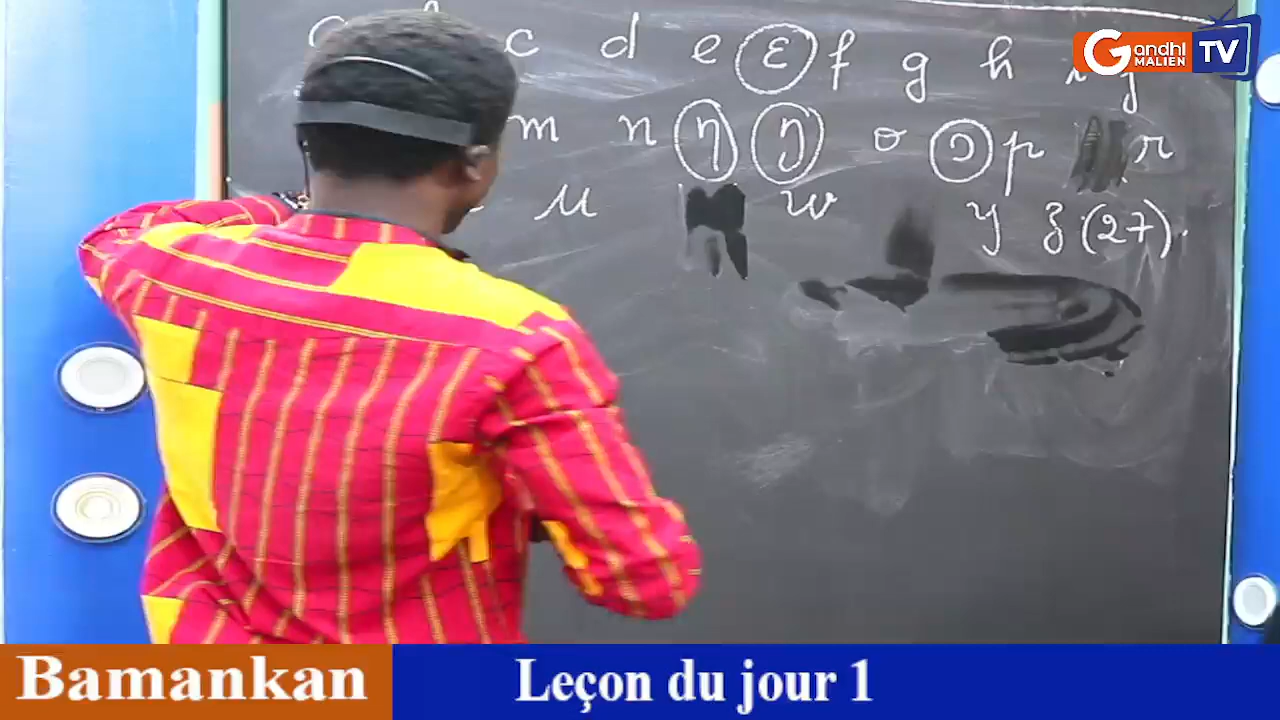 c d e ɛ f g h i j
m n ɲ ŋ o ɔ p r
u w y z (27).
Gandhi
MALIEN TV
Bamankan Leçon du jour 1